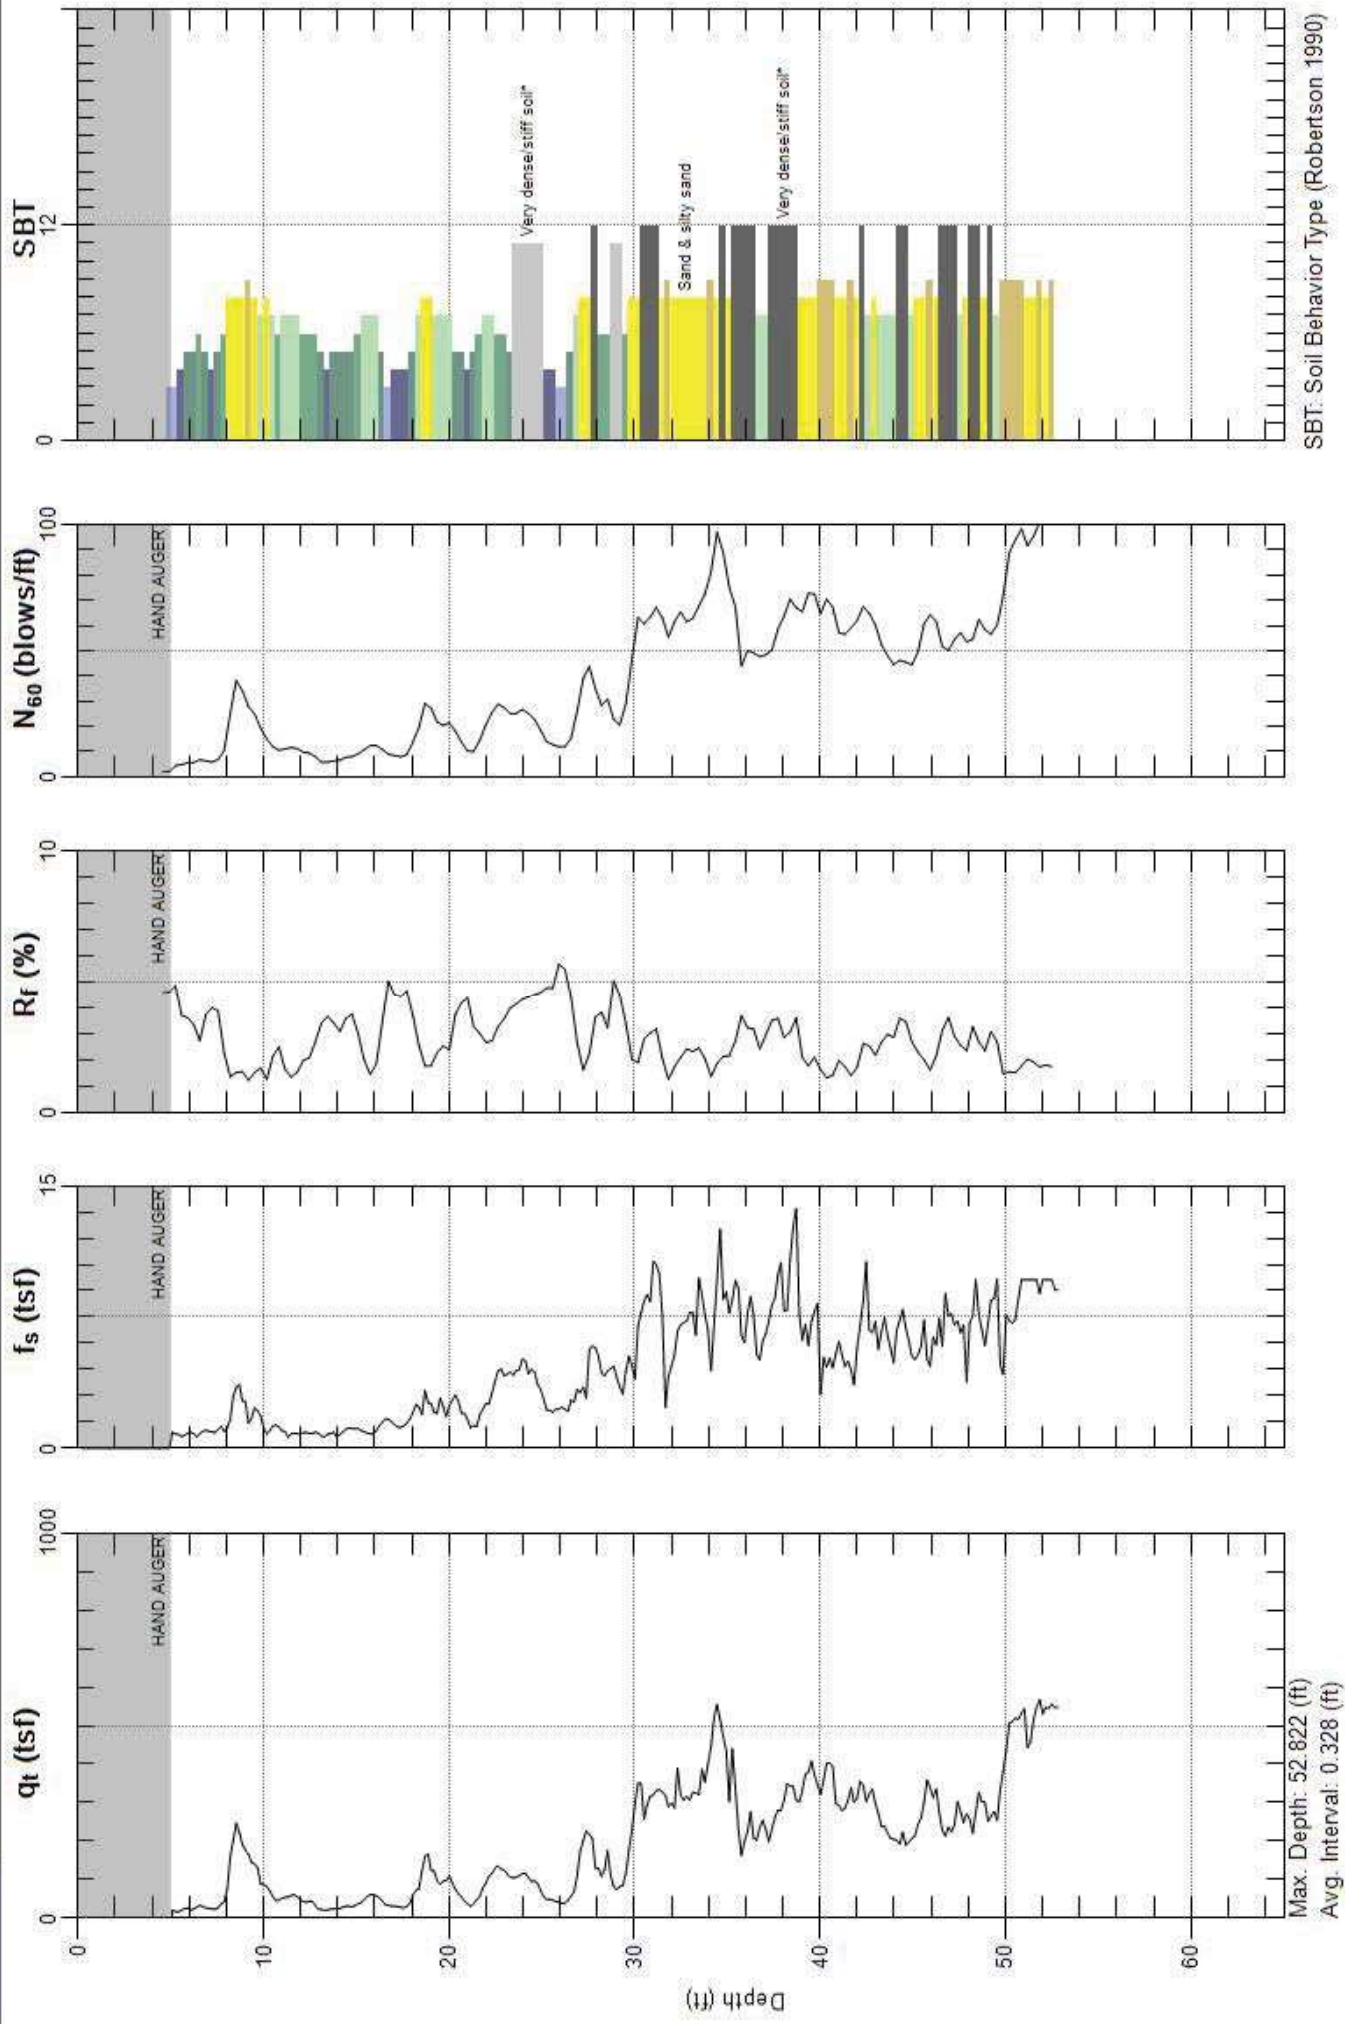 qt (tsf)
0
1000
HAND AUGER
fs (tsf)
0
15
HAND AUGER
Rf (%)
0
10
HAND AUGER
N60 (blows/ft)
0
100
HAND AUGER
SBT
0
12
Very dense/stiff soil*
Sand & silty sand
Very dense/stiff soil*
0
10
20
30
40
50
60
Depth (ft)
Max. Depth: 52.822 (ft)
Avg. Interval: 0.328 (ft)
SBT: Soil Behavior Type (Robertson 1990)